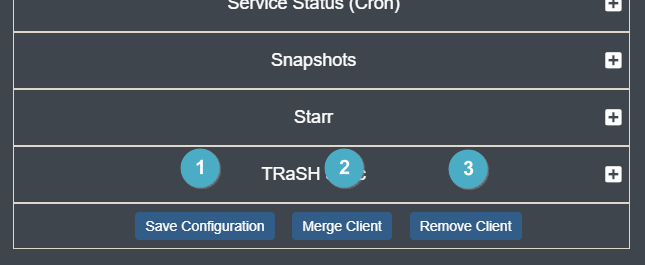 Service Status (Cron)
Snapshots
Starr
1
2
3
TRaSH
Save Configuration
Merge Client
Remove Client